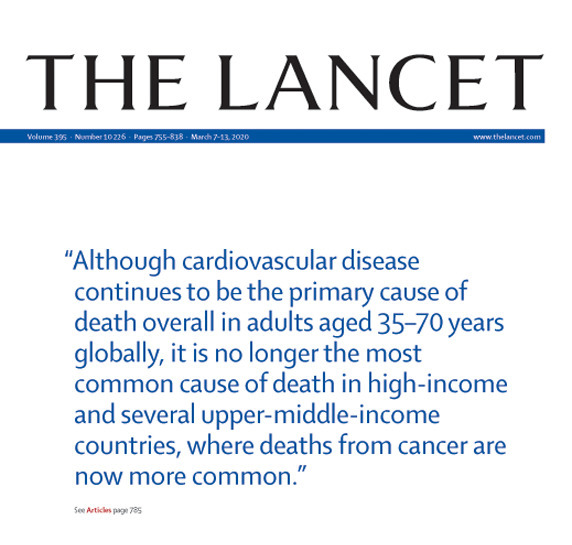 THE LANCET
Volume 395 · Number 10 226 · Pages 755–838 · March 7–13, 2020 www.thelancet.com
“Although cardiovascular disease
continues to be the primary cause of
death overall in adults aged 35–70 years
globally, it is no longer the most
common cause of death in high-income
and several upper-middle-income
countries, where deaths from cancer are
now more common.”
See Articles page 785